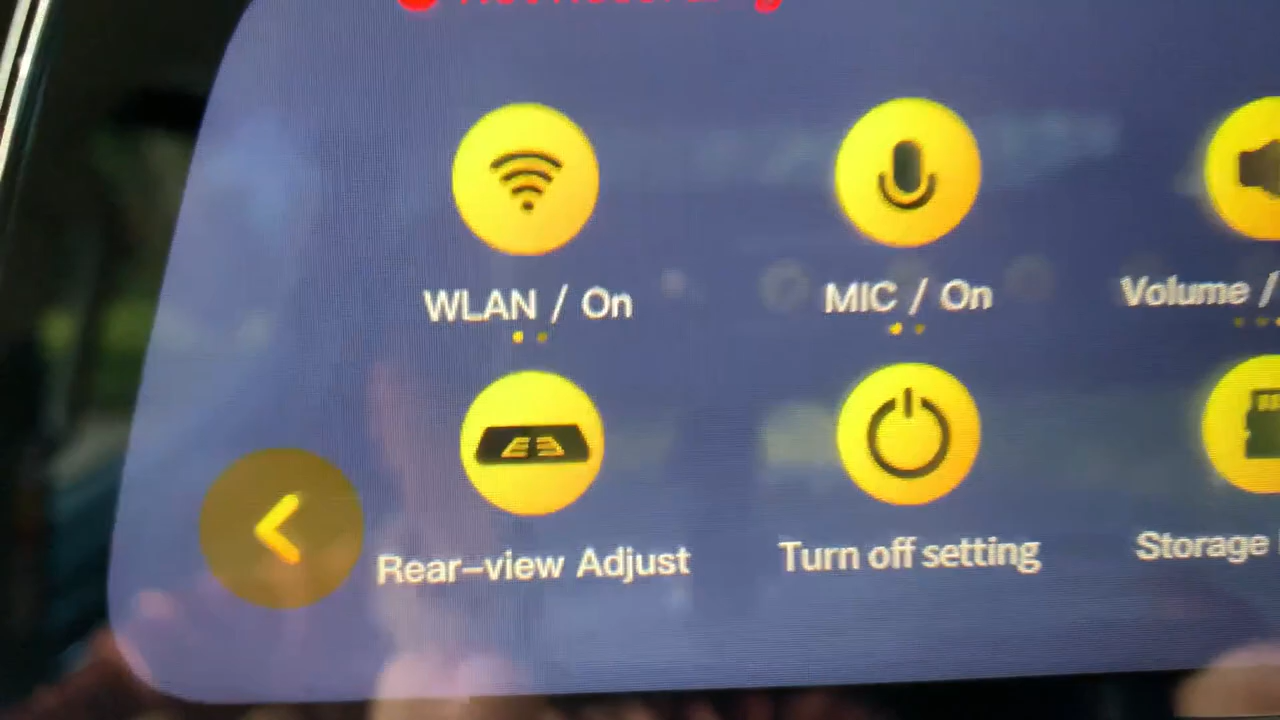 WLAN / On
MIC / On
Volume /
Rear-view Adjust
Turn off setting
Storage